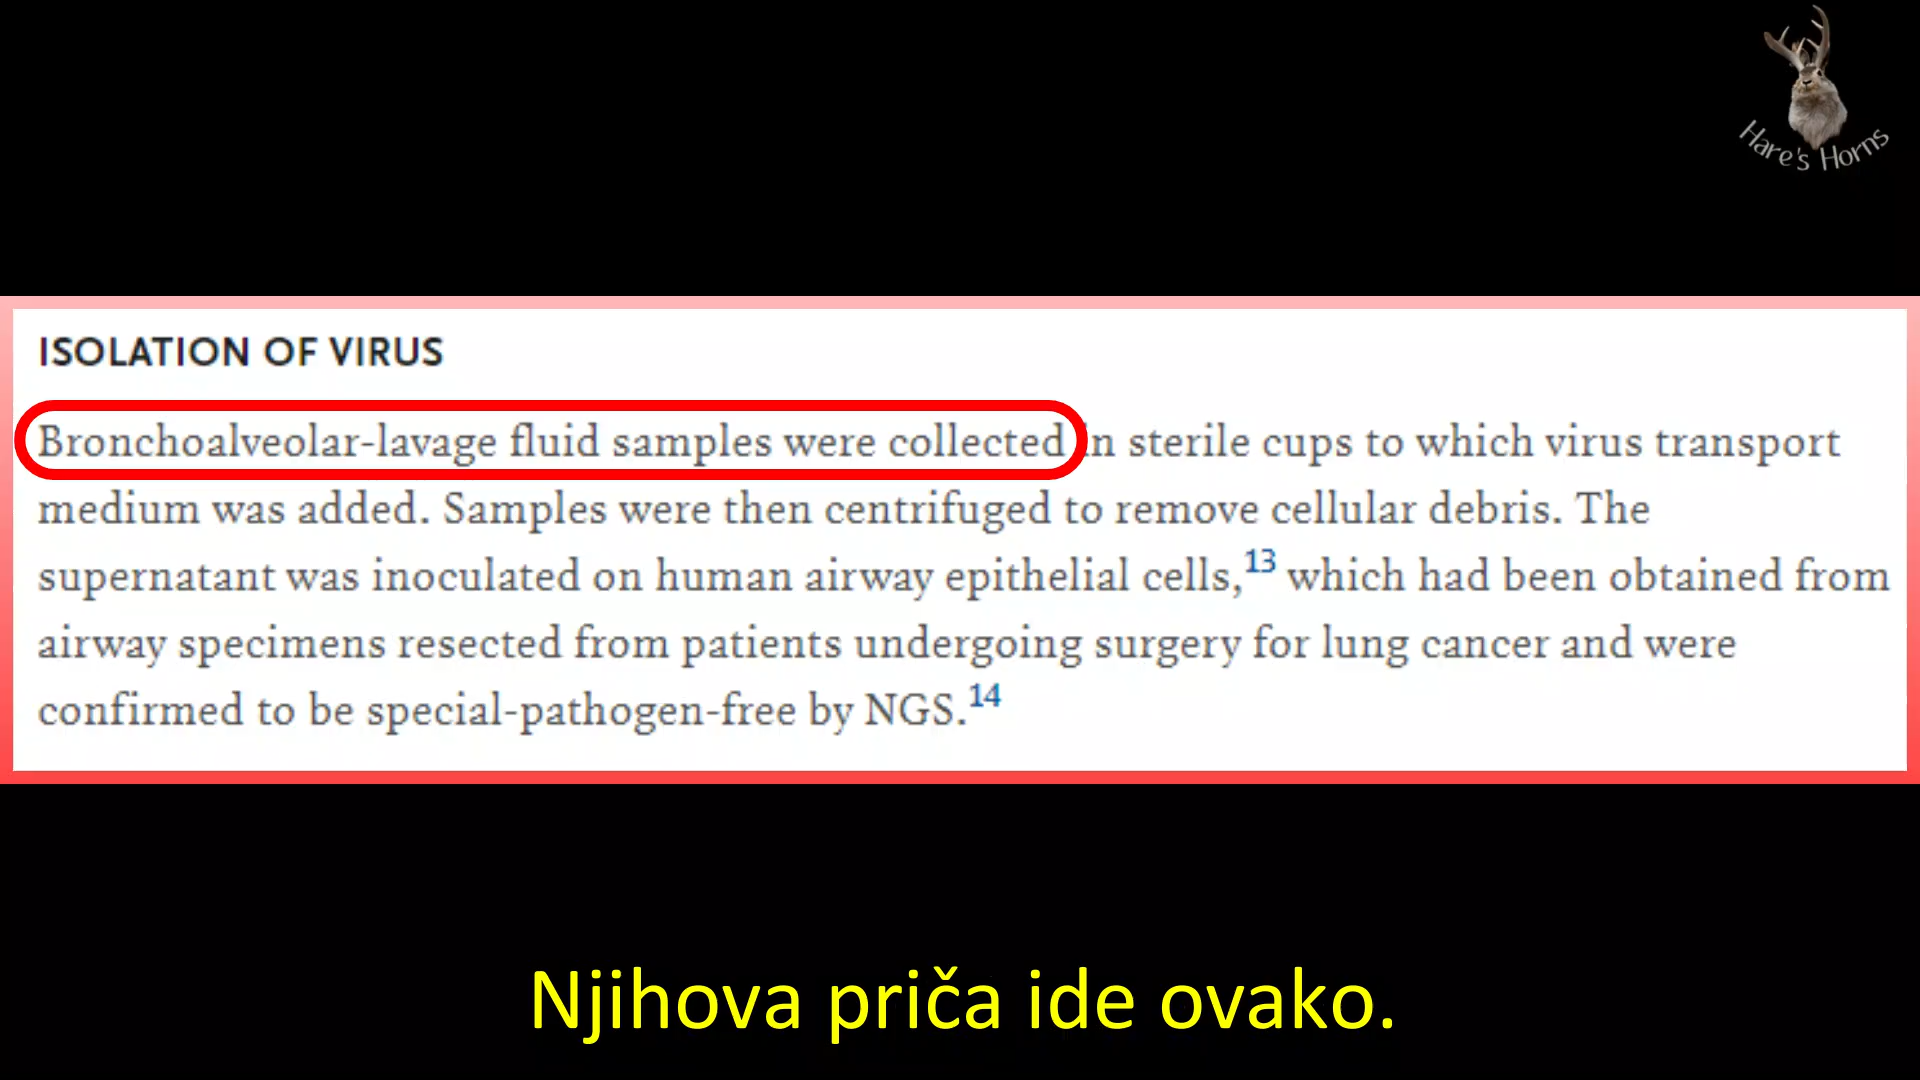 Hare's Horns
ISOLATION OF VIRUS
Bronchoalveolar-lavage fluid samples were collected in sterile cups to which virus transport
medium was added. Samples were then centrifuged to remove cellular debris. The
supernatant was inoculated on human airway epithelial cells,13 which had been obtained from
airway specimens resected from patients undergoing surgery for lung cancer and were
confirmed to be special-pathogen-free by NGS.14
Njihova priča ide ovako.